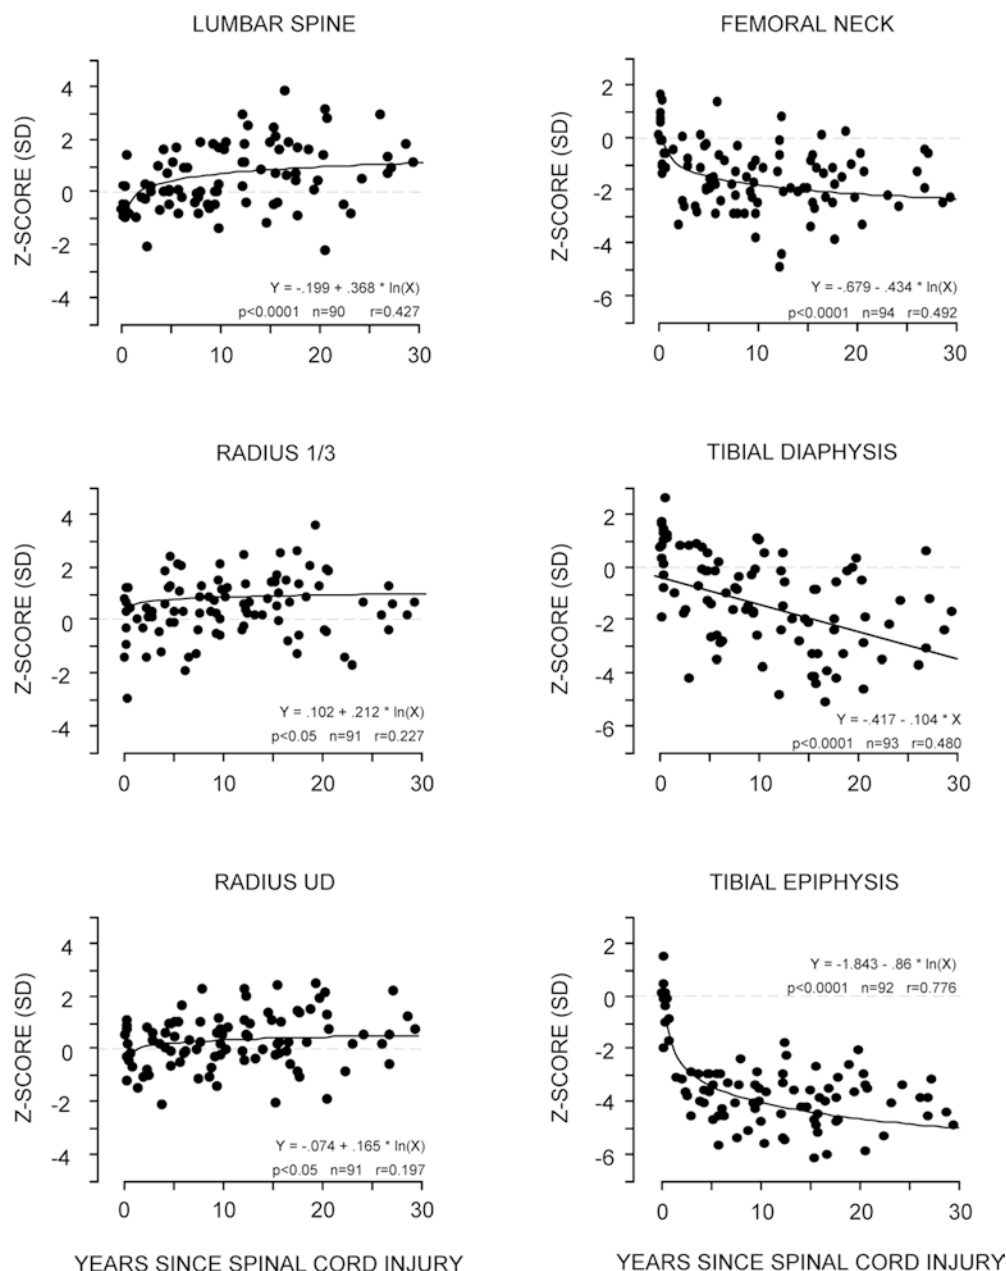 LUMBAR SPINE
Z-SCORE (SD)
4
2
0
-2
-4
Y = -.199 + .368 * ln(X)
p<0.0001 n=90 r=0.427
0 10 20 30
FEMORAL NECK
Z-SCORE (SD)
2
0
-2
-4
-6
Y = -.679 - .434 * ln(X)
p<0.0001 n=94 r=0.492
0 10 20 30
RADIUS 1/3
Z-SCORE (SD)
4
2
0
-2
-4
Y = .102 + .212 * ln(X)
p<0.05 n=91 r=0.227
0 10 20 30
TIBIAL DIAPHYSIS
Z-SCORE (SD)
2
0
-2
-4
-6
Y = -.417 - .104 * X
p<0.0001 n=93 r=0.480
0 10 20 30
RADIUS UD
Z-SCORE (SD)
4
2
0
-2
-4
Y = -.074 + .165 * ln(X)
p<0.05 n=91 r=0.197
0 10 20 30
YEARS SINCE SPINAL CORD INJURY
TIBIAL EPIPHYSIS
Z-SCORE (SD)
2
0
-2
-4
-6
Y = -1.843 - .86 * ln(X)
p<0.0001 n=92 r=0.776
0 10 20 30
YEARS SINCE SPINAL CORD INJURY